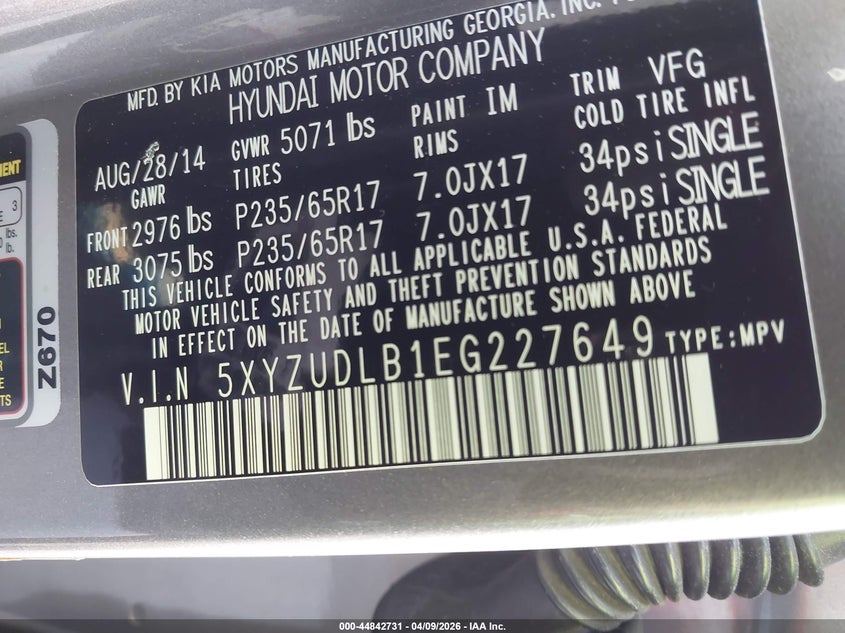 MFD. BY KIA MOTORS MANUFACTURING GEORGIA. INC.
HYUNDAI MOTOR COMPANY
AUG/28/14 GVWR 5071 lbs PAINT IM TRIM VFG
GAWR TIRES RIMS COLD TIRE INFL
FRONT 2976 lbs P235/65R17 7.0JX17 34psi SINGLE
REAR 3075 lbs P235/65R17 7.0JX17 34psi SINGLE
THIS VEHICLE CONFORMS TO ALL APPLICABLE U.S.A. FEDERAL
MOTOR VEHICLE SAFETY AND THEFT PREVENTION STANDARDS
IN EFFECT ON THE DATE OF MANUFACTURE SHOWN ABOVE
V.I.N 5XYZUDLB1EG227649 TYPE:MPV
Z670
3
lbs.
lb.
000-44842731 - 04/09/2026 - IAA Inc.